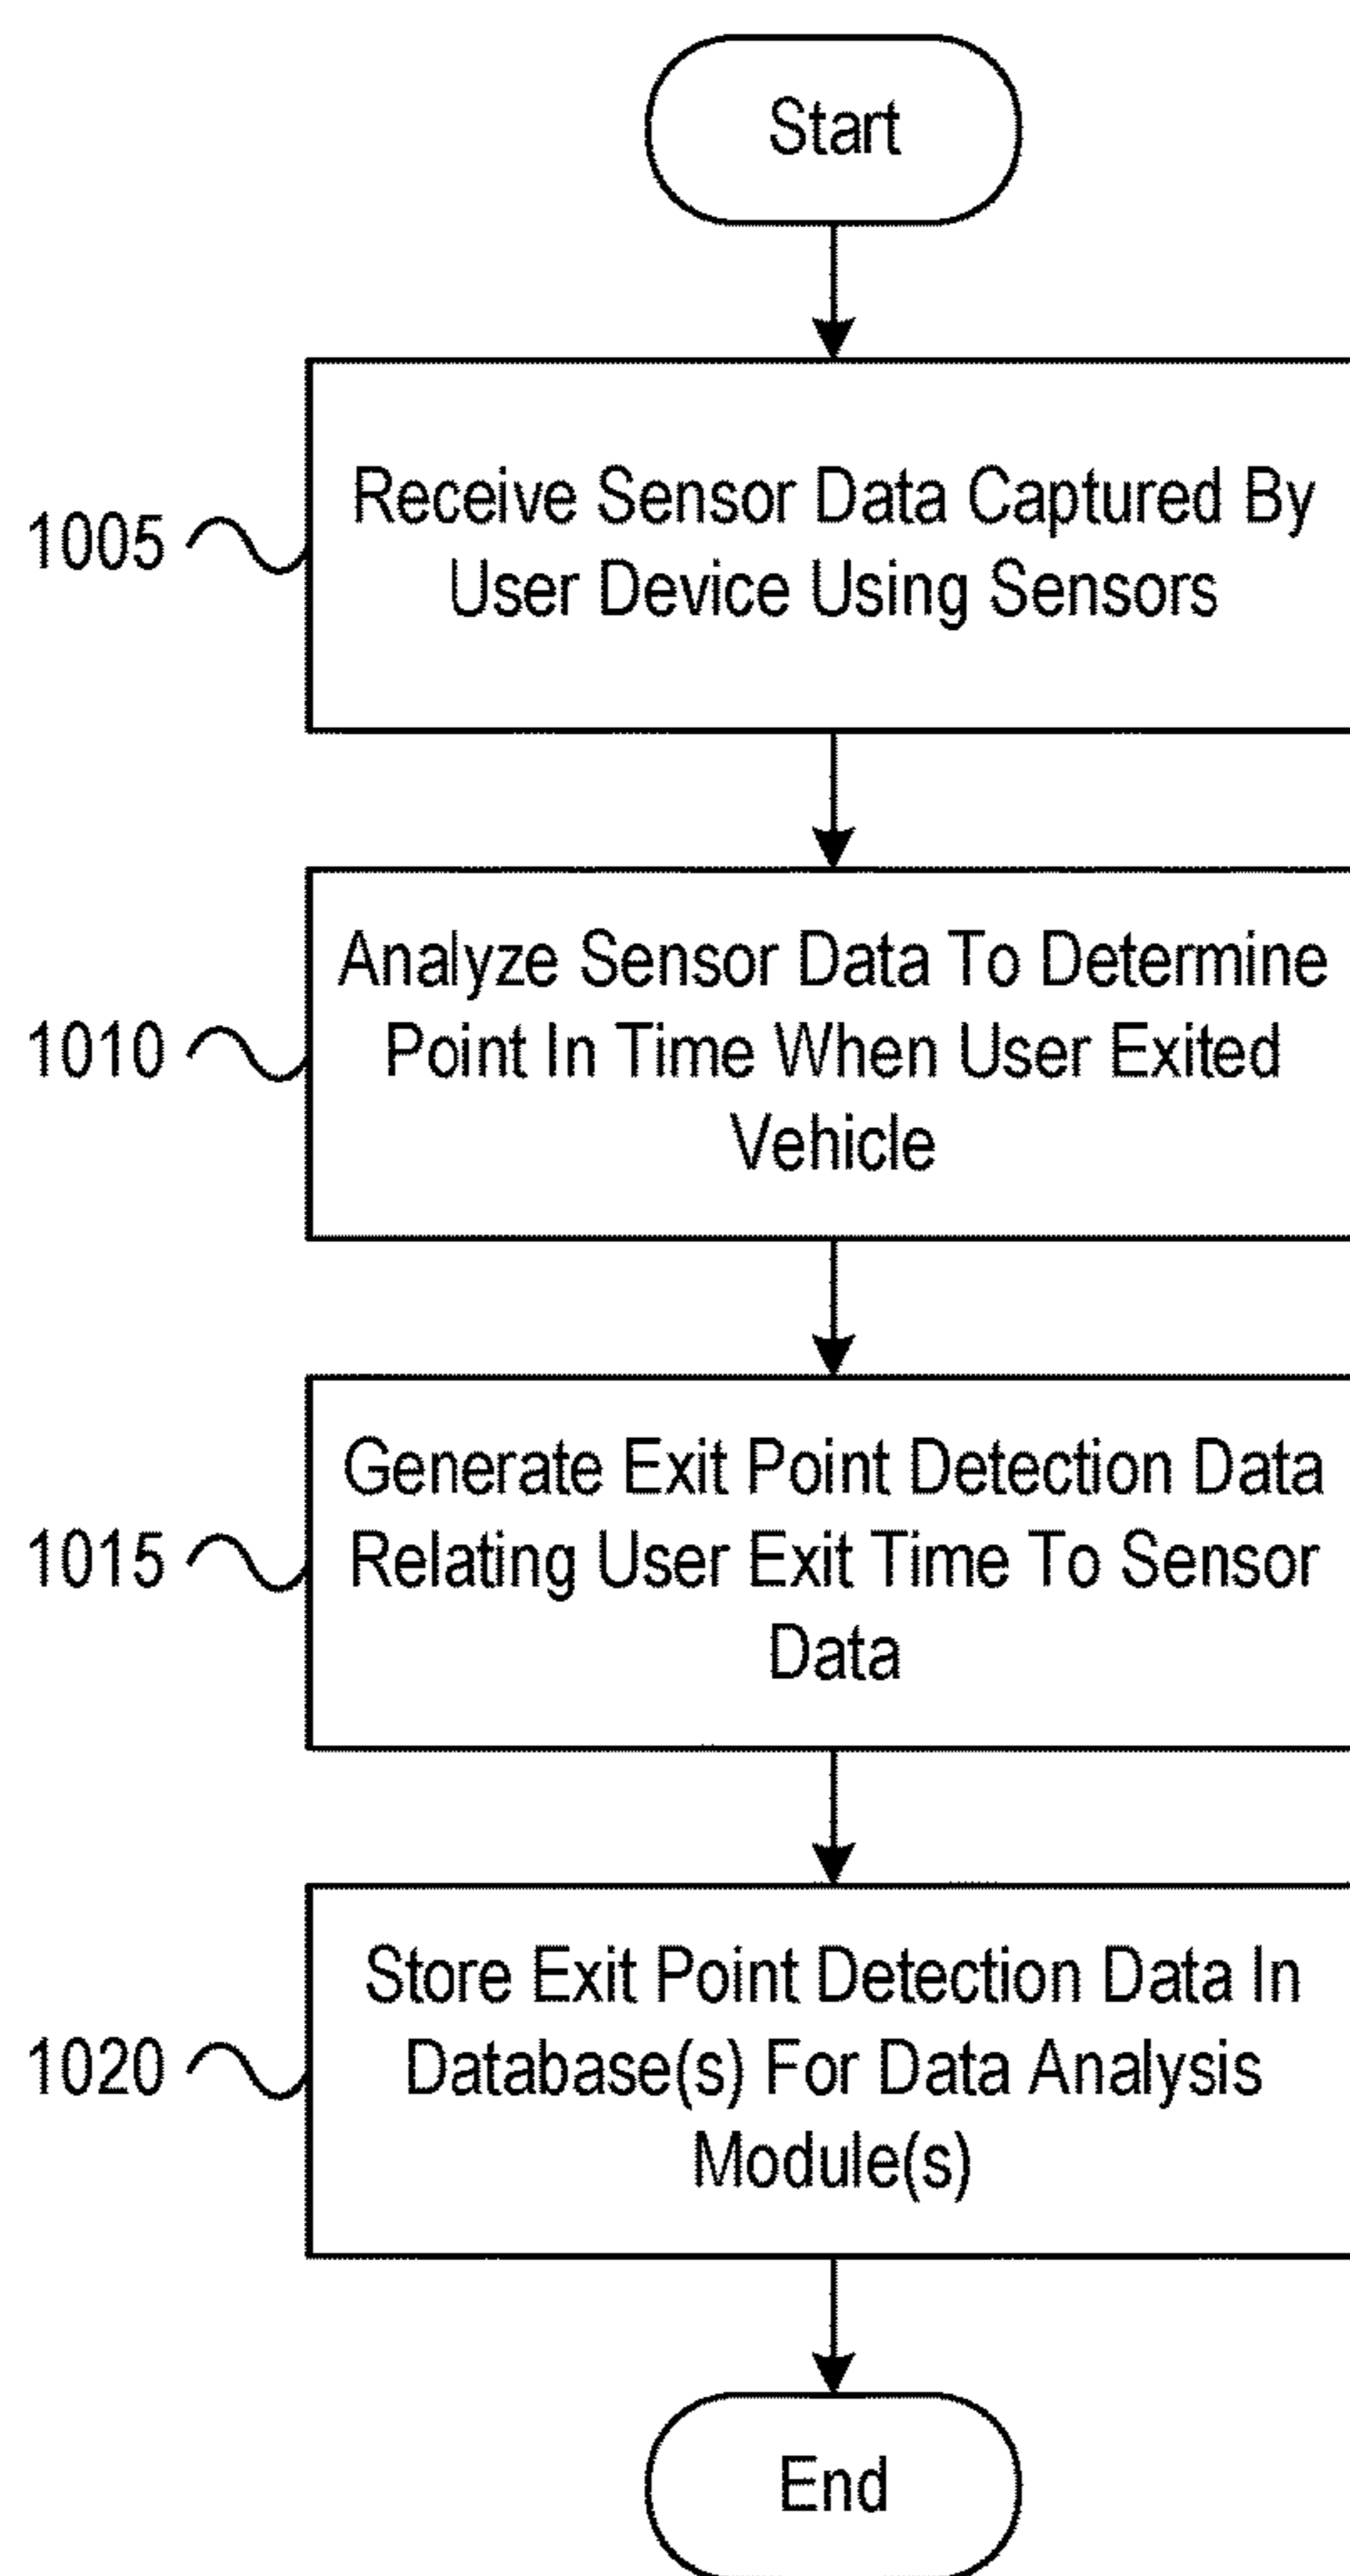 Start
Receive Sensor Data Captured By
1005
User Device Using Sensors
Analyze Sensor Data To Determine
1010
Point In Time When User Exited
Vehicle
Generate Exit Point Detection Data
1015
Relating User Exit Time To Sensor
Data
Store Exit Point Detection Data In
1020
Database(s) For Data Analysis
Module(s)
End